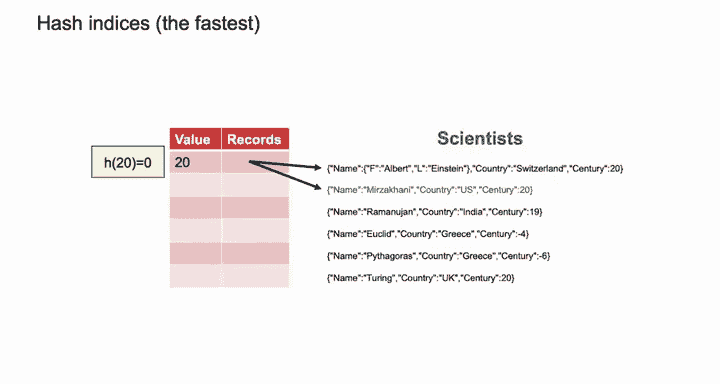 Hash indices (the fastest)
Value Records
h(20)=0
20
Scientists
{"Name":{"F":"Albert","L":"Einstein"},"Country":"Switzerland","Century":20}
{"Name":"Mirzakhani","Country":"US","Century":20}
{"Name":"Ramanujan","Country":"India","Century":19}
{"Name":"Euclid","Country":"Greece","Century":-4}
{"Name":"Pythagoras","Country":"Greece","Century":-6}
{"Name":"Turing","Country":"UK","Century":20}